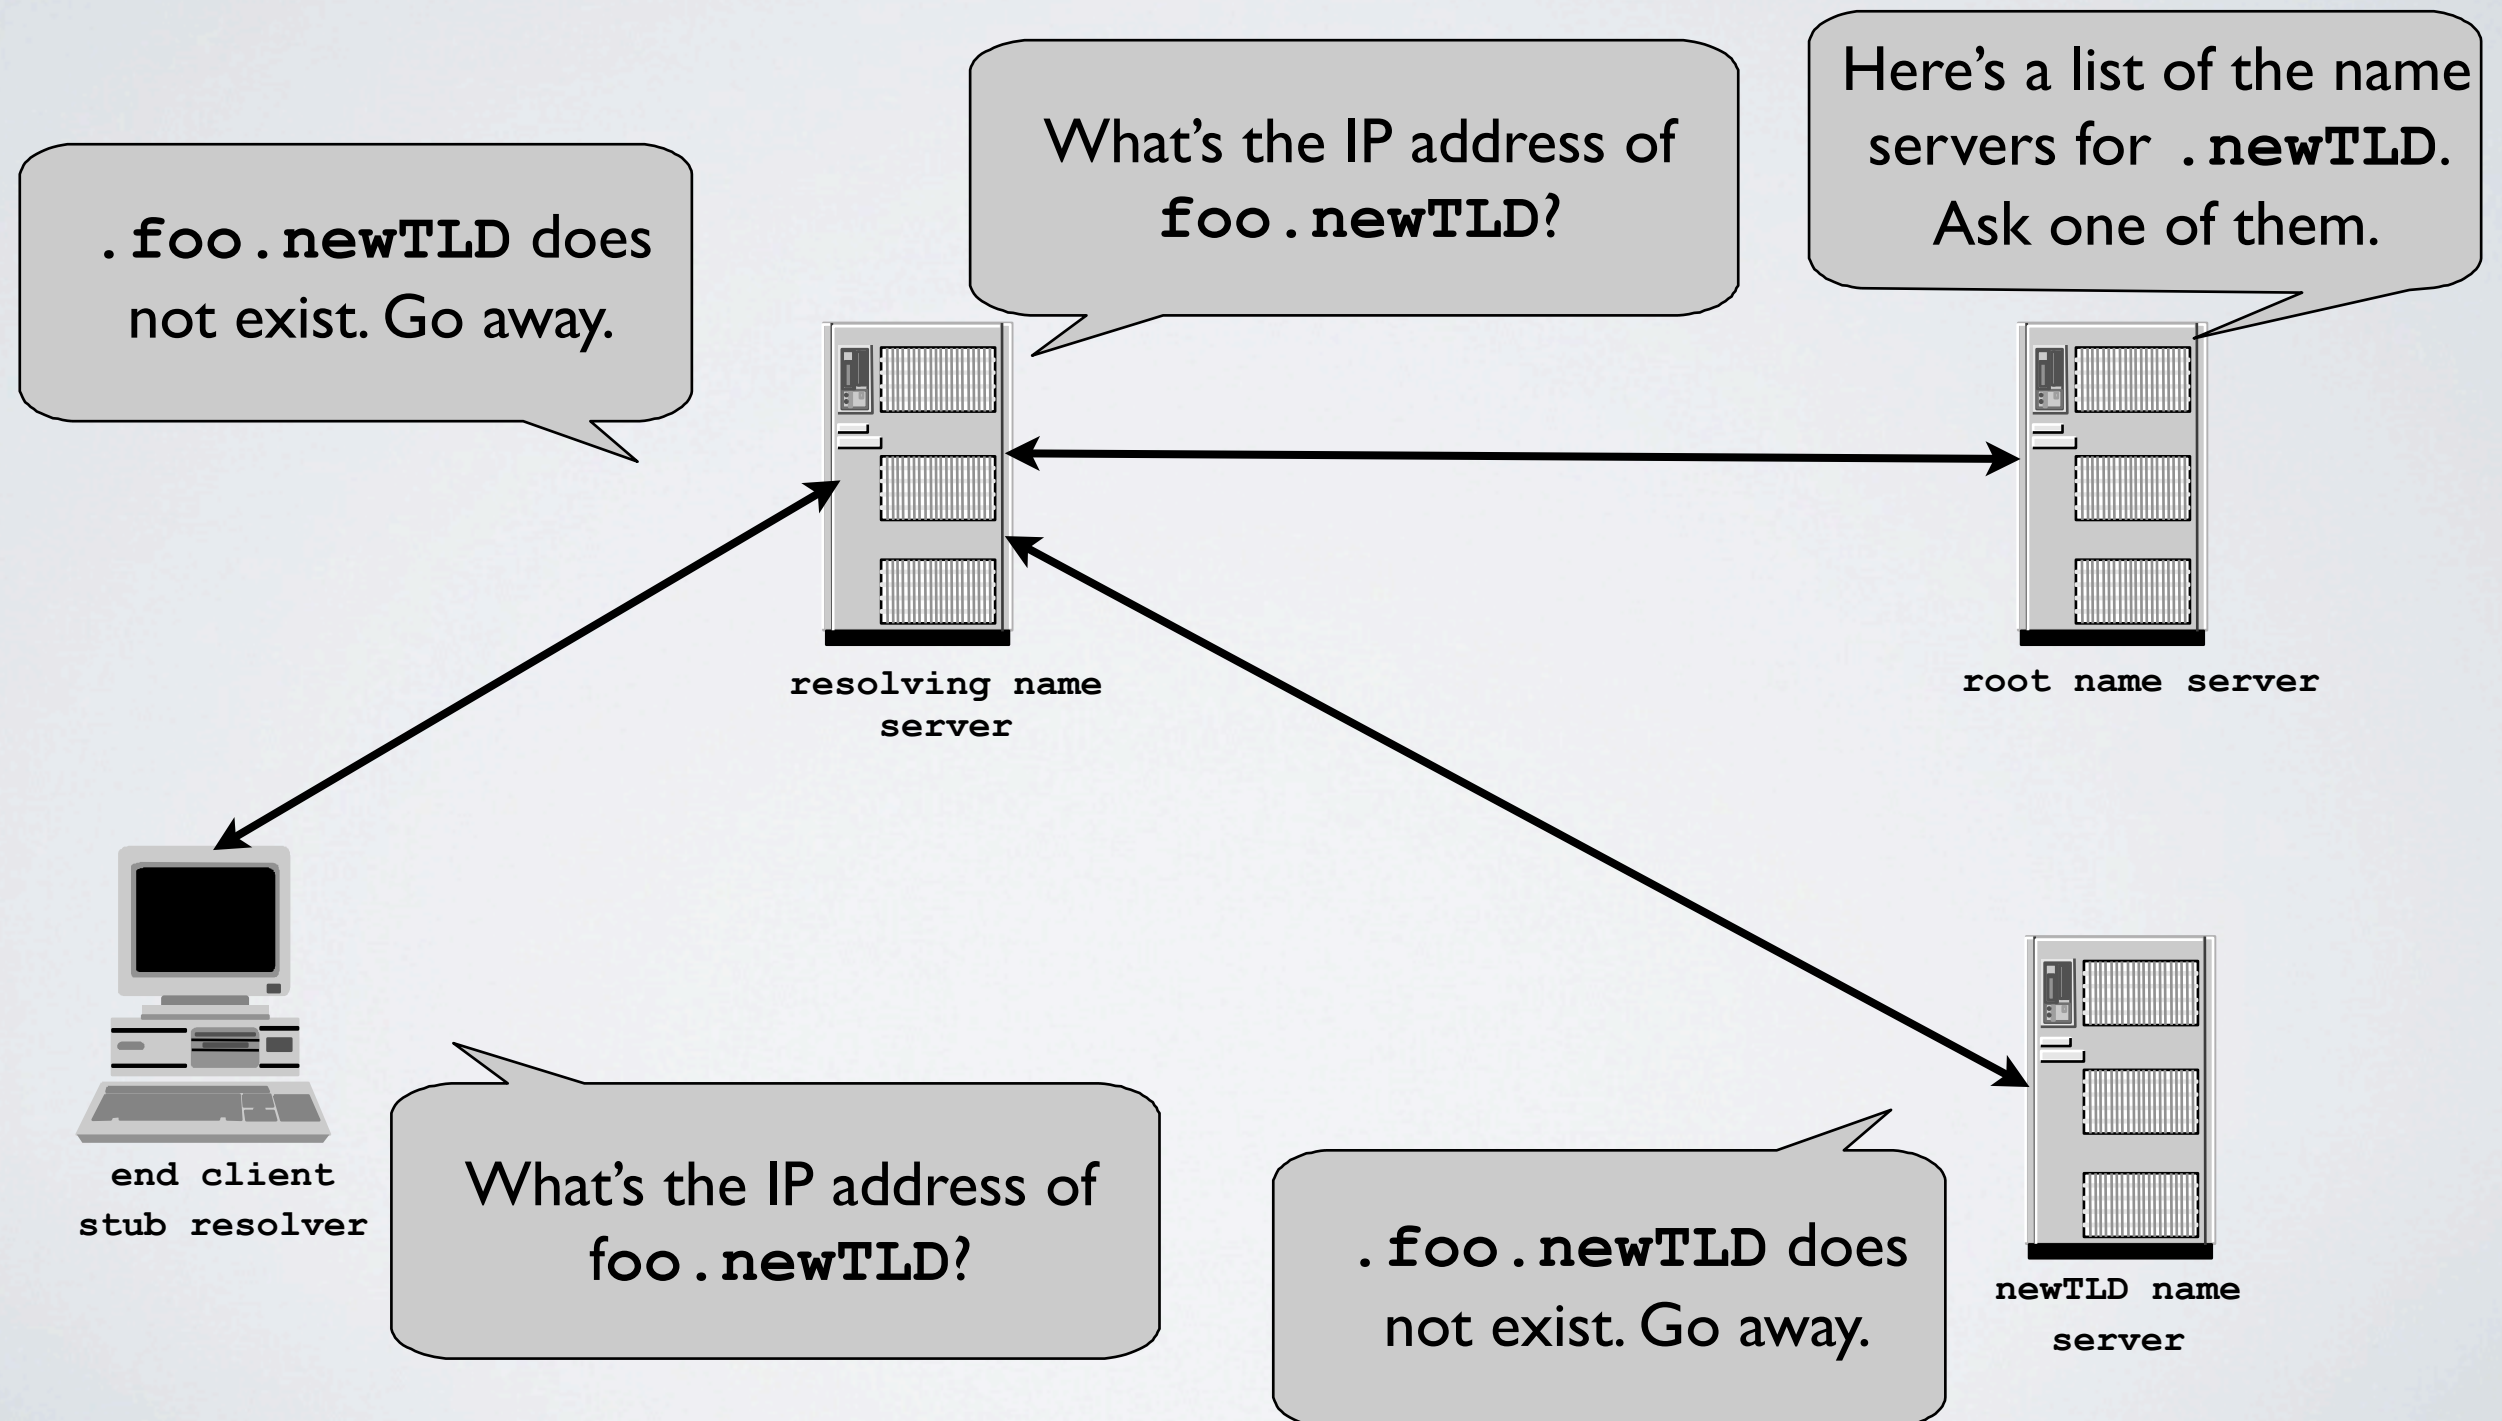 .foo.newTLD does
not exist. Go away.
What’s the IP address of
foo.newTLD?
Here’s a list of the name
servers for .newTLD.
Ask one of them.
resolving name
server
root name server
end client
stub resolver
What’s the IP address of
foo.newTLD?
.foo.newTLD does
not exist. Go away.
newTLD name
server